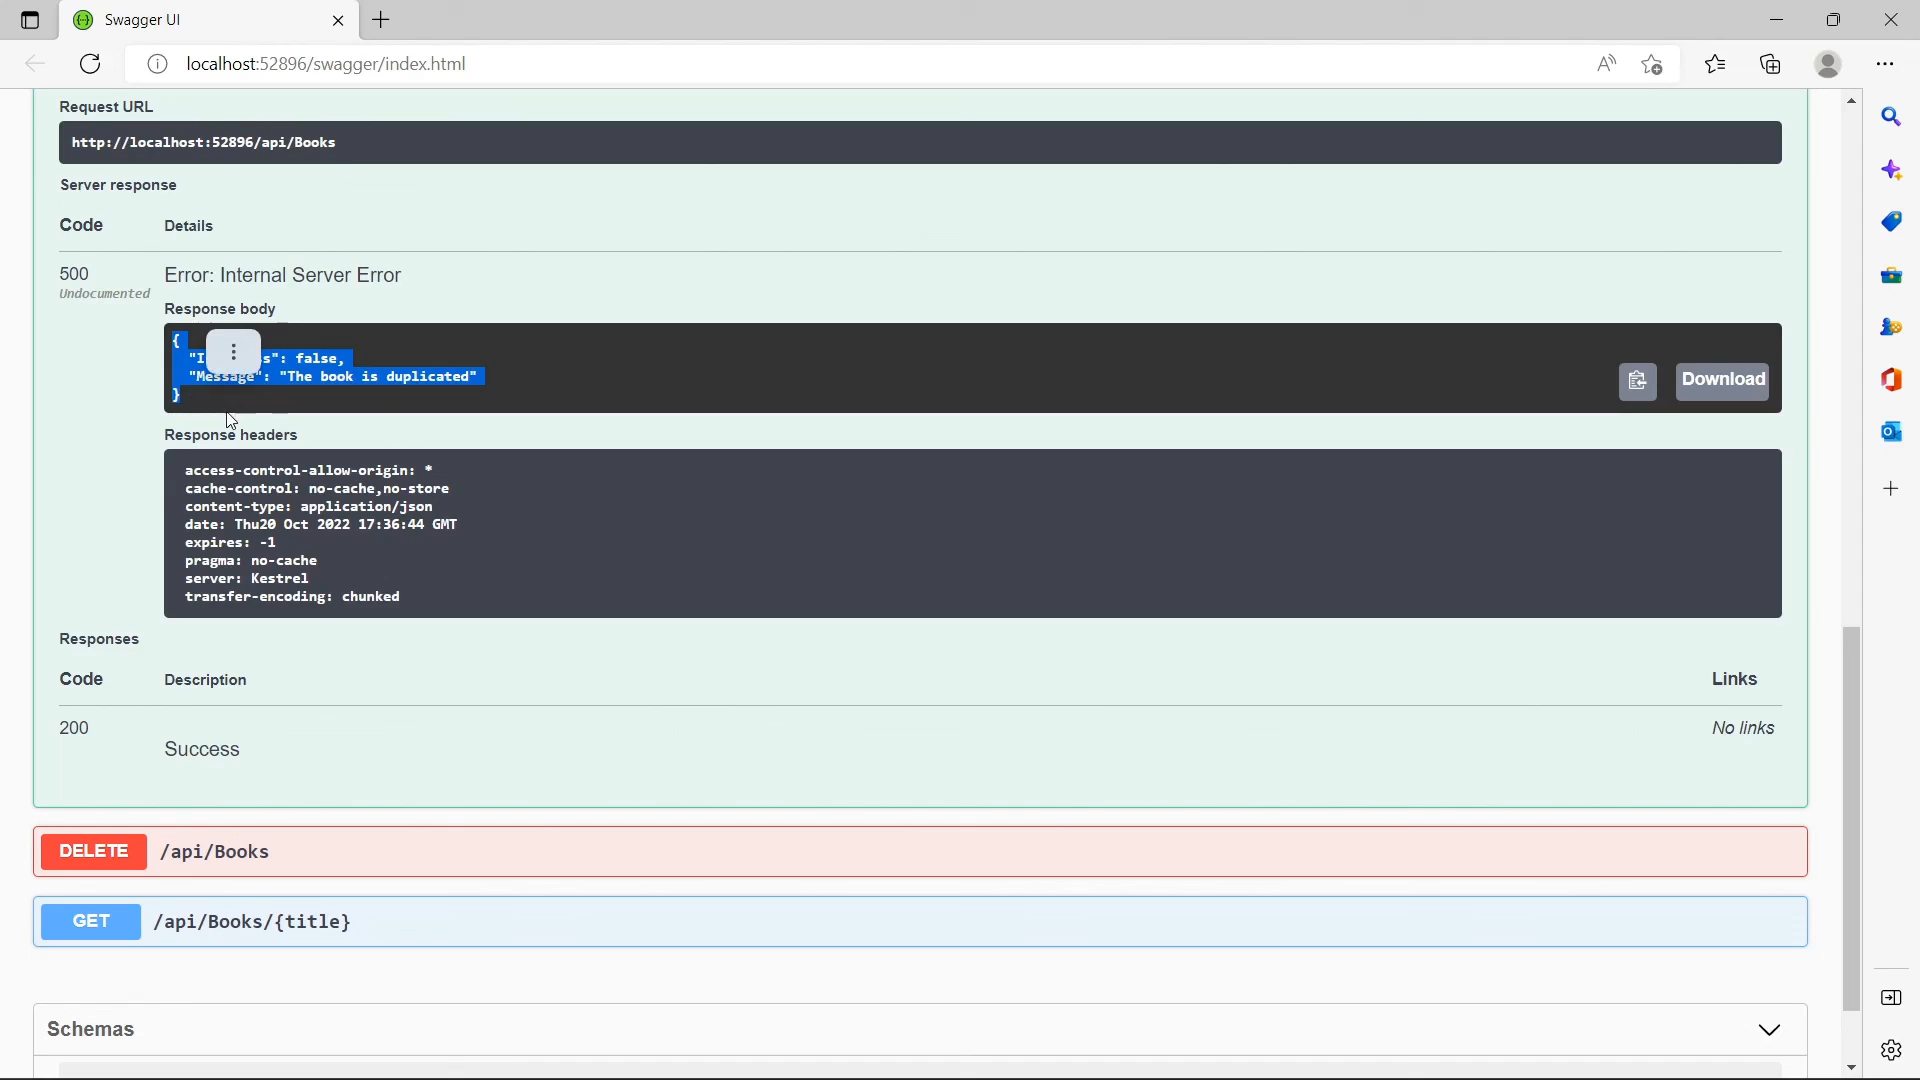 Swagger UI
localhost:52896/swagger/index.html
Request URL
http://localhost:52896/api/Books
Server response
Code Details
500 Error: Internal Server Error
Undocumented
Response body
{
false,
"Message": "The book is duplicated"
}
Download
Response headers
access-control-allow-origin: *
cache-control: no-cache,no-store
content-type: application/json
date: Thu20 Oct 2022 17:36:44 GMT
expires: -1
pragma: no-cache
server: Kestrel
transfer-encoding: chunked
Responses
Code Description Links
200 No links
Success
DELETE /api/Books
GET /api/Books/{title}
Schemas